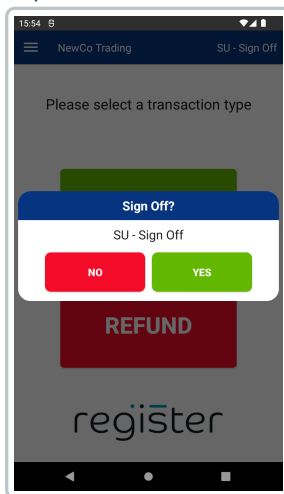 15:54
NewCo Trading
SU - Sign Off
Please select a transaction type
Sign Off?
SU - Sign Off
NO
YES
REFUND
register